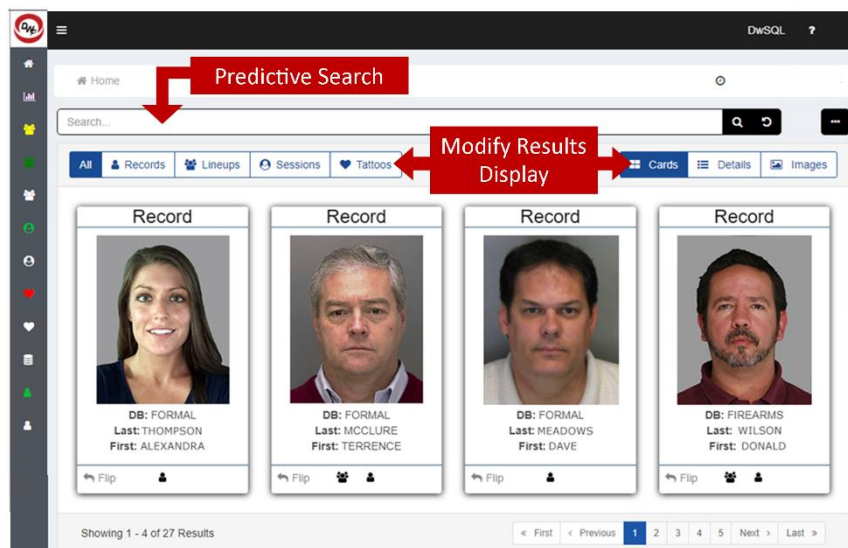 DWE
DwSQL ?
Home
Predictive Search
Search...
Modify Results
Display
All Records Lineups Sessions Tattoos
Cards Details Images
Record Record Record Record
DB: FORMAL DB: FORMAL DB: FORMAL DB: FIREARMS
Last: THOMPSON Last: MCCLURE Last: MEADOWS Last: WILSON
First: ALEXANDRA First: TERRENCE First: DAVE First: DONALD
Flip Flip Flip Flip
Showing 1 - 4 of 27 Results
« First ‹ Previous 1 2 3 4 5 Next › Last »